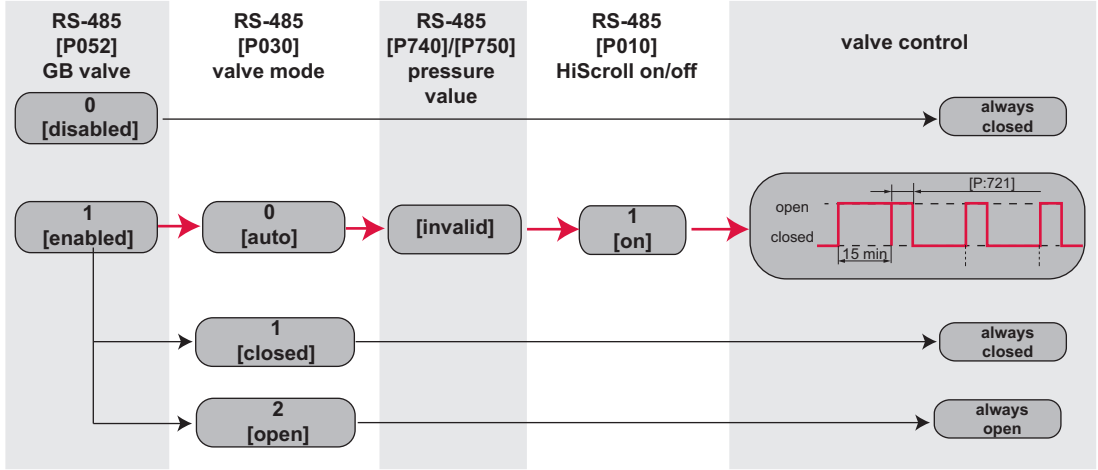 RS-485
[P052]
GB valve
RS-485
[P030]
valve mode
RS-485
[P740]/[P750]
pressure
value
RS-485
[P010]
HiScroll on/off
valve control
0
[disabled]
always
closed
1
[enabled]
0
[auto]
[invalid]
1
[on]
[P:721]
open
closed
15 min
1
[closed]
always
closed
2
[open]
always
open